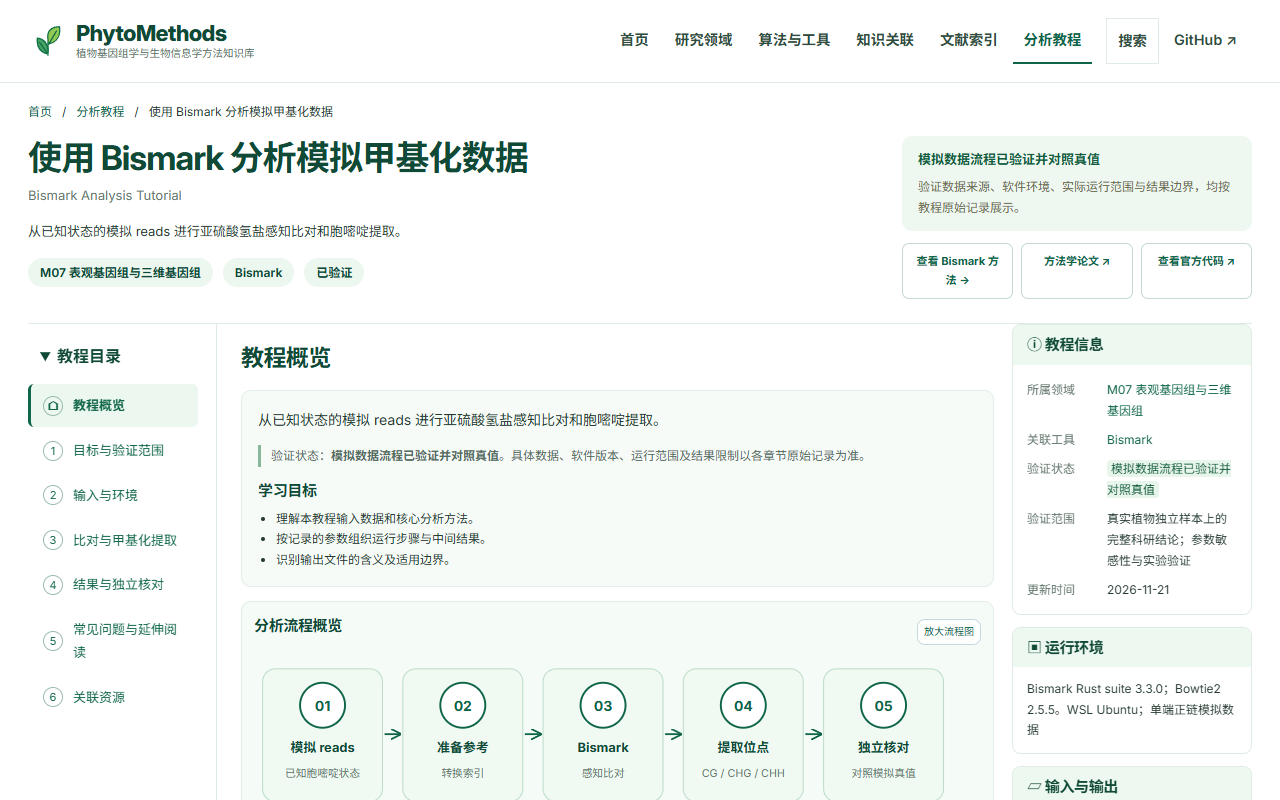 PhytoMethods
植物基因组学与生物信息学方法知识库
首页
研究领域
算法与工具
知识关联
文献索引
分析教程
搜索
GitHub ↗
首页 / 分析教程 / 使用 Bismark 分析模拟甲基化数据
使用 Bismark 分析模拟甲基化数据
Bismark Analysis Tutorial
从已知状态的模拟 reads 进行亚硫酸氢盐感知比对和胞嘧啶提取。
M07 表观基因组与三维基因组
Bismark
已验证
模拟数据流程已验证并对照真值
验证数据来源、软件环境、实际运行范围与结果边界，均按
教程原始记录展示。
查看 Bismark 方
法 →
方法学论文 ↗
查看官方代码 ↗
▼ 教程目录
教程概览
1 目标与验证范围
2 输入与环境
3 比对与甲基化提取
4 结果与独立核对
5 常见问题与延伸阅
读
6 关联资源
教程概览
从已知状态的模拟 reads 进行亚硫酸氢盐感知比对和胞嘧啶提取。
验证状态：模拟数据流程已验证并对照真值。具体数据、软件版本、运行范围及结果限制以各章节原始记录为准。
学习目标
• 理解本教程输入数据和核心分析方法。
• 按记录的参数组织运行步骤与中间结果。
• 识别输出文件的含义及适用边界。
分析流程概览
放大流程图
01
模拟 reads
已知胞嘧啶状态
→
02
准备参考
转换索引
→
03
Bismark
感知比对
→
04
提取位点
CG / CHG / CHH
→
05
独立核对
对照模拟真值
ⓘ 教程信息
所属领域 M07 表观基因组与三维
基因组
关联工具 Bismark
验证状态 模拟数据流程已验证并
对照真值
验证范围 真实植物独立样本上的
完整科研结论；参数敏
感性与实验验证
更新时间 2026-11-21
▣ 运行环境
Bismark Rust suite 3.3.0；Bowtie2
2.5.5。WSL Ubuntu；单端正链模拟数
据
▱ 输入与输出